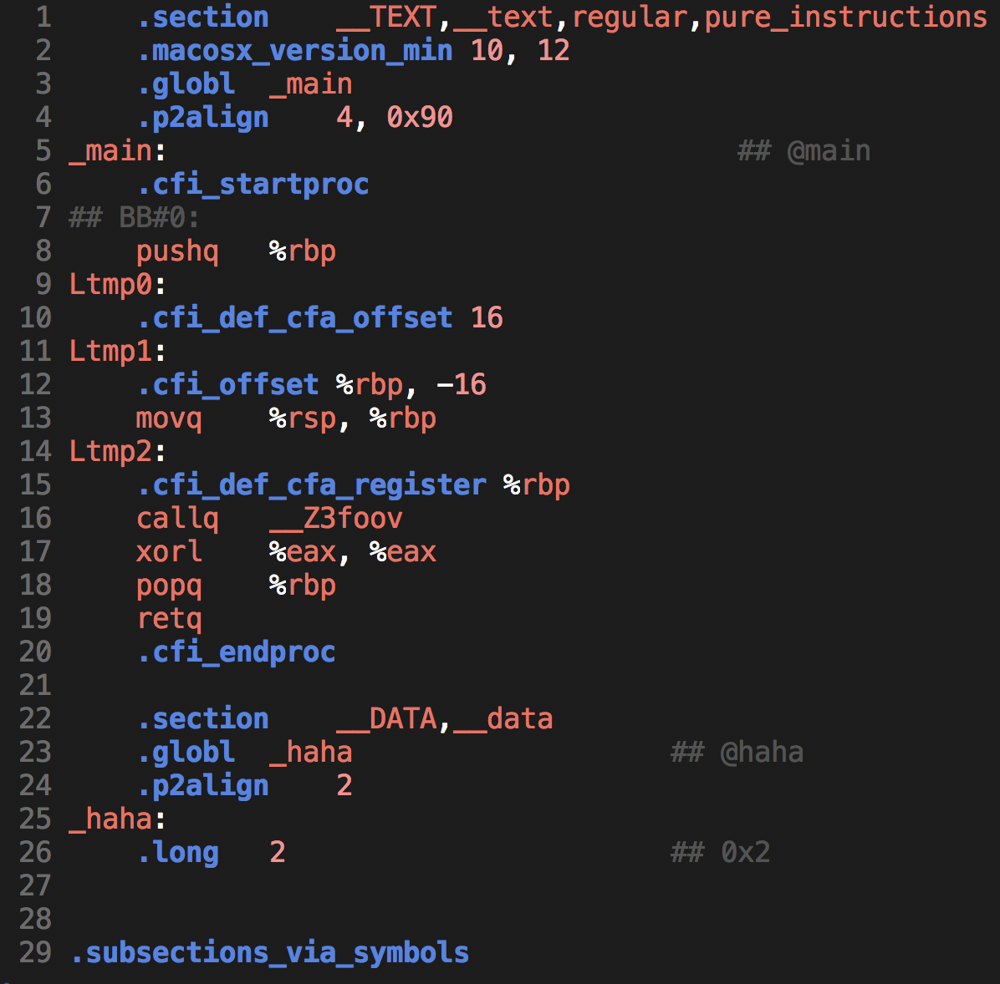 1 .section __TEXT,__text,regular,pure_instructions
2 .macosx_version_min 10, 12
3 .globl _main
4 .p2align 4, 0x90
5 _main: ## @main
6 .cfi_startproc
7 ## BB#0:
8 pushq %rbp
9 Ltmp0:
10 .cfi_def_cfa_offset 16
11 Ltmp1:
12 .cfi_offset %rbp, -16
13 movq %rsp, %rbp
14 Ltmp2:
15 .cfi_def_cfa_register %rbp
16 callq __Z3foov
17 xorl %eax, %eax
18 popq %rbp
19 retq
20 .cfi_endproc
21
22 .section __DATA,__data
23 .globl _haha ## @haha
24 .p2align 2
25 _haha:
26 .long 2 ## 0x2
27
28
29 .subsections_via_symbols